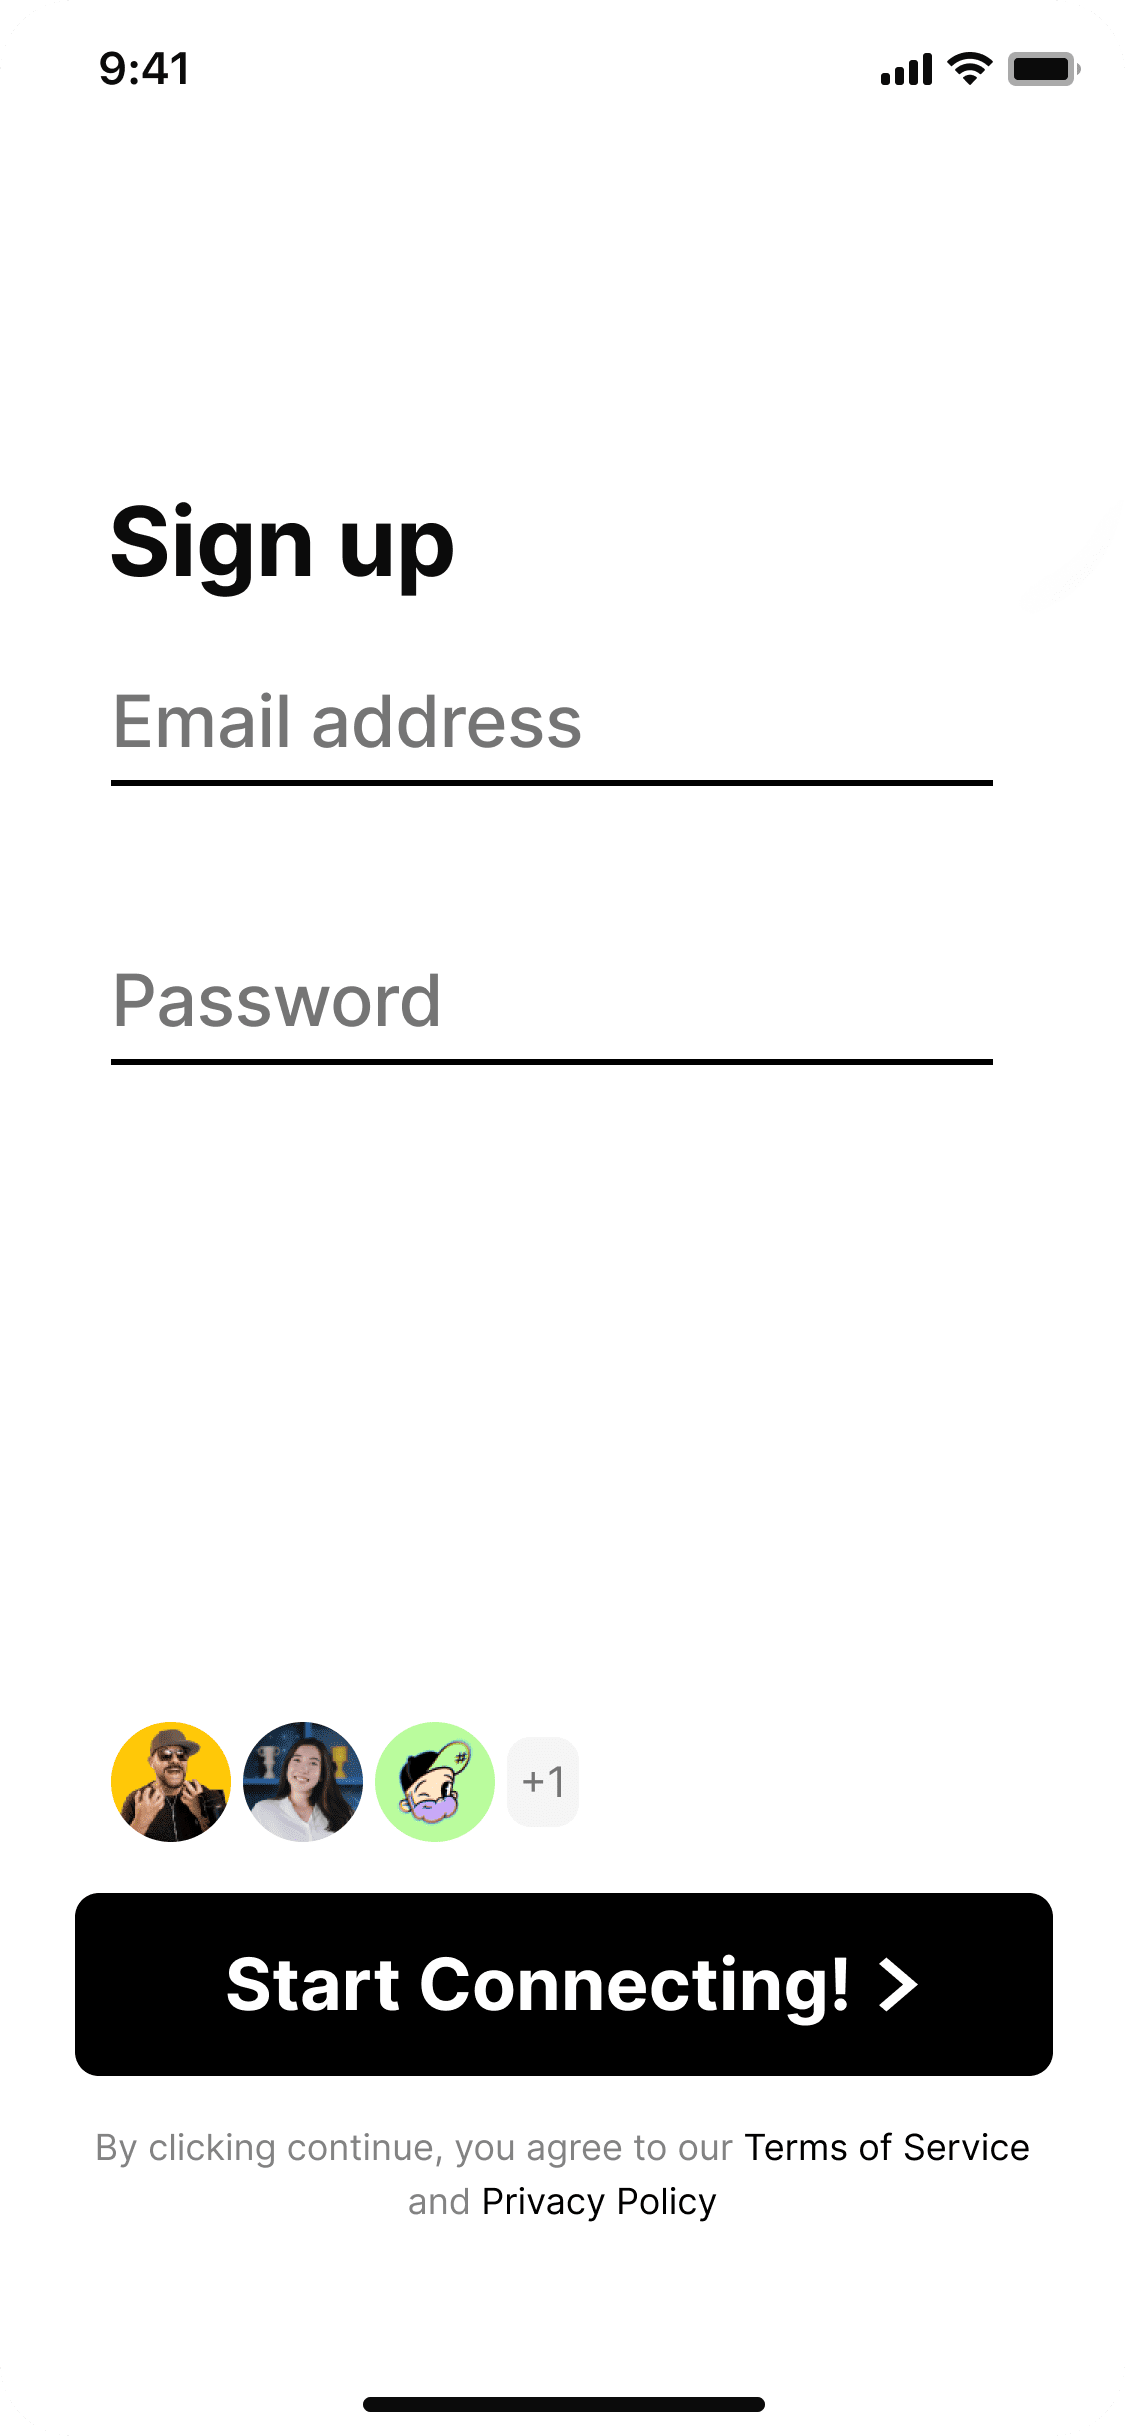 9:41
Sign up
Email address
Password
#
+1
Start Connecting! >
By clicking continue, you agree to our Terms of Service
and Privacy Policy